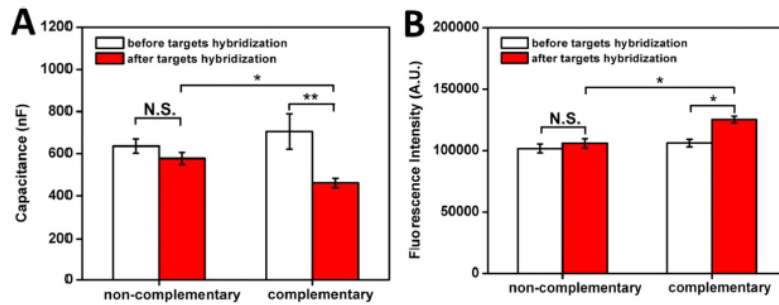 A
Capacitance (nF)
1200
1000
800
600
400
200
0
before targets hybridization
after targets hybridization
*
N.S.
**
non-complementary
complementary
B
Fluorescence Intensity (A.U.)
200000
150000
100000
50000
0
before targets hybridization
after targets hybridization
*
N.S.
*
non-complementary
complementary